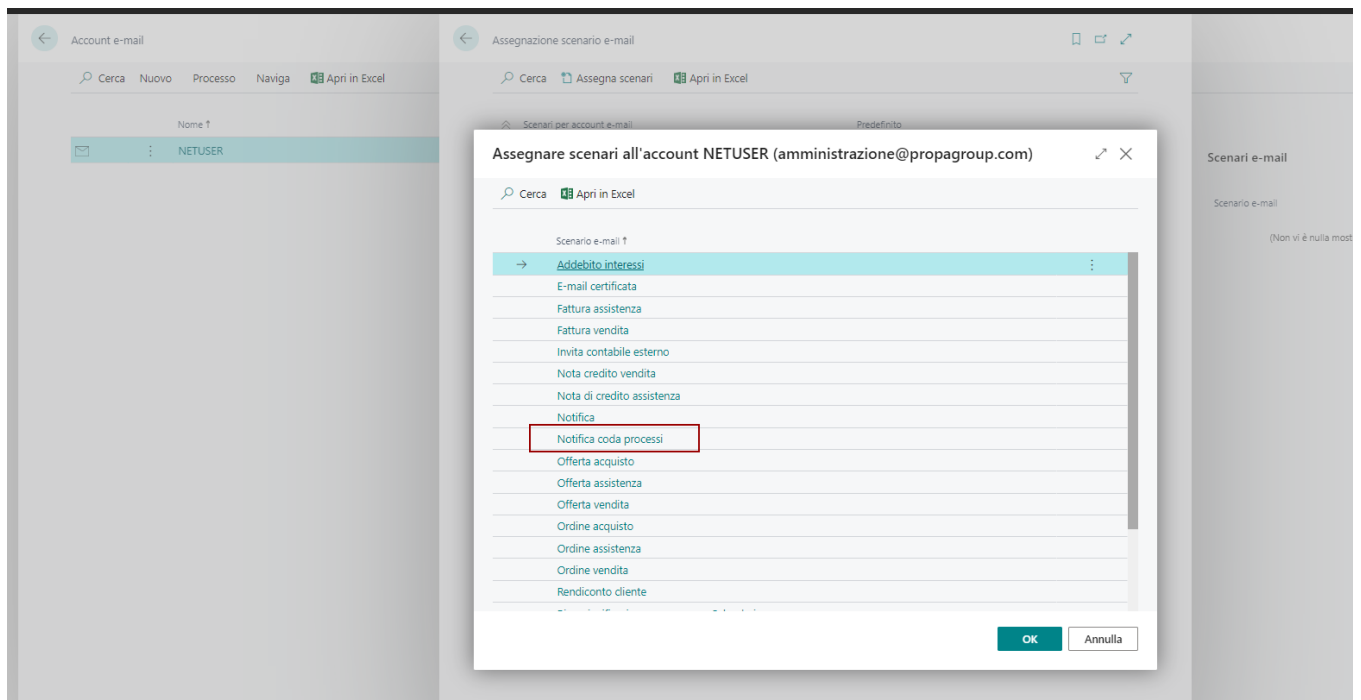 Account e-mail
Cerca Nuovo Processo Naviga Apri in Excel
Nome ↑
NETUSER
Assegnazione scenario e-mail
Cerca Assegna scenari Apri in Excel
Scenari per account e-mail Predefinito
Assegnare scenari all'account NETUSER (amministrazione@propagroup.com)
Cerca Apri in Excel
Scenario e-mail ↑
Addebito interessi
E-mail certificata
Fattura assistenza
Fattura vendita
Invita contabile esterno
Nota credito vendita
Nota di credito assistenza
Notifica
Notifica coda processi
Offerta acquisto
Offerta assistenza
Offerta vendita
Ordine acquisto
Ordine assistenza
Ordine vendita
Rendiconto cliente
OK Annulla
Scenari e-mail
Scenario e-mail
(Non vi è nulla most